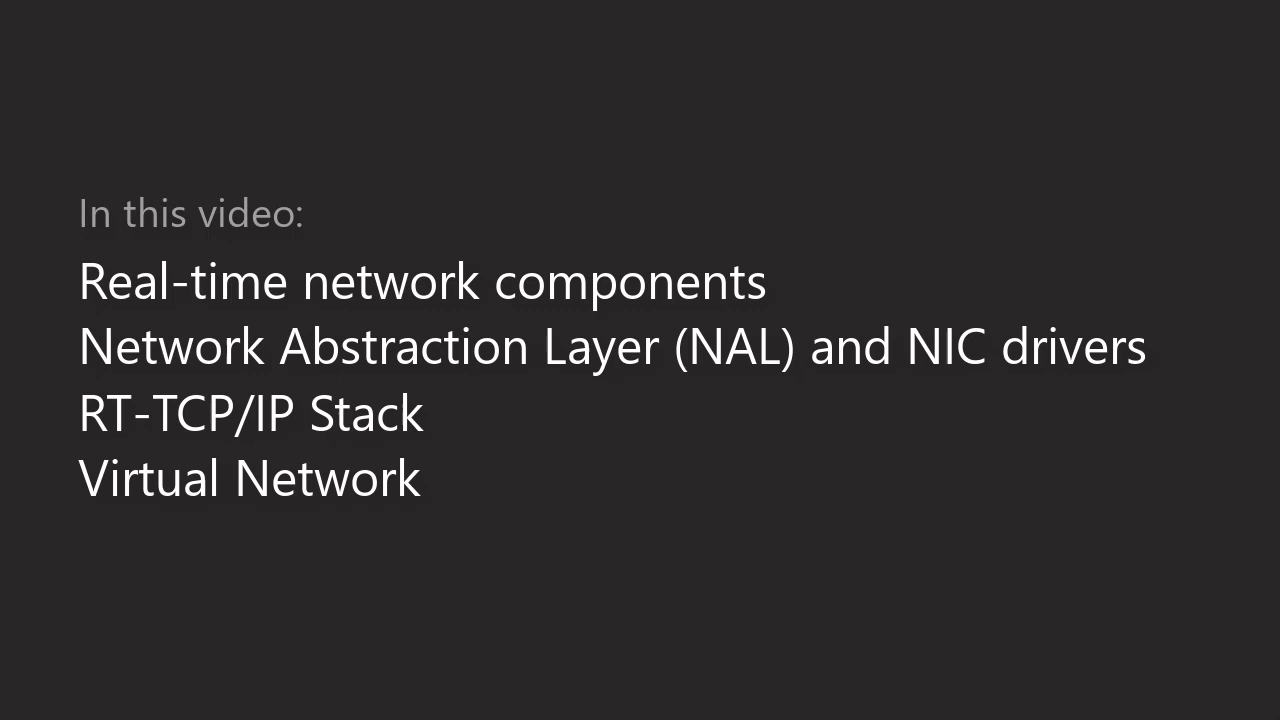 In this video:
Real-time network components
Network Abstraction Layer (NAL) and NIC drivers
RT-TCP/IP Stack
Virtual Network